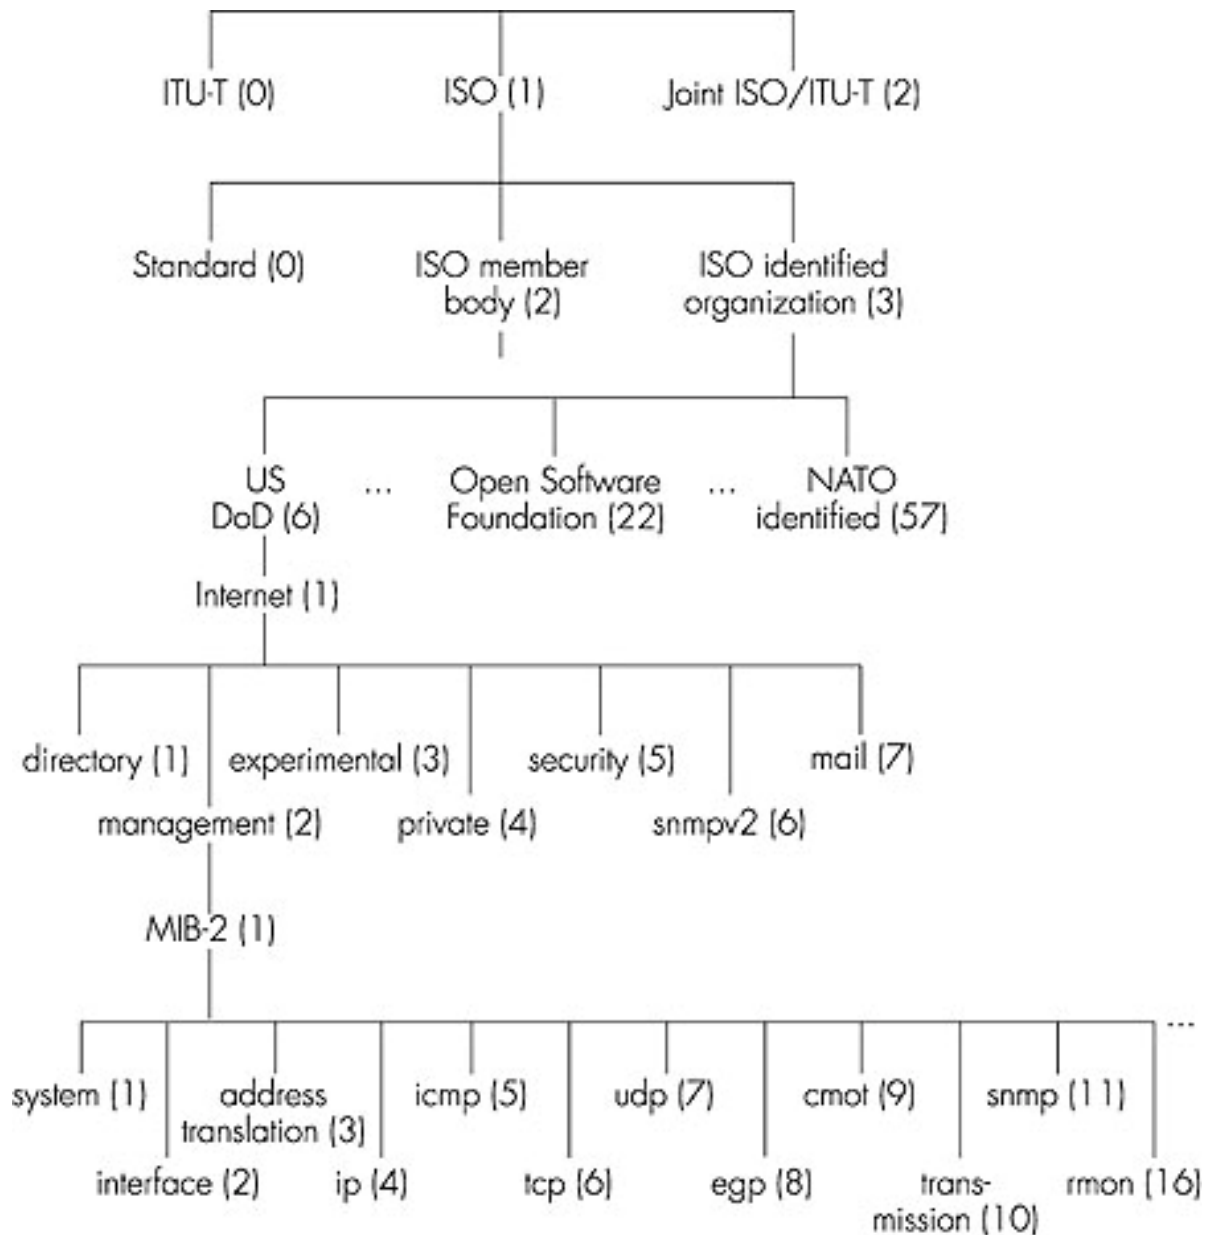 ITU-T (0) ISO (1) Joint ISO/ITU-T (2)
Standard (0) ISO member body (2) ISO identified organization (3)
US DoD (6) ... Open Software Foundation (22) ... NATO identified (57)
Internet (1)
directory (1) experimental (3) security (5) mail (7)
management (2) private (4) snmpv2 (6)
MIB-2 (1)
...
system (1) address translation (3) icmp (5) udp (7) cmot (9) snmp (11)
interface (2) ip (4) tcp (6) egp (8) trans-mission (10) rmon (16)